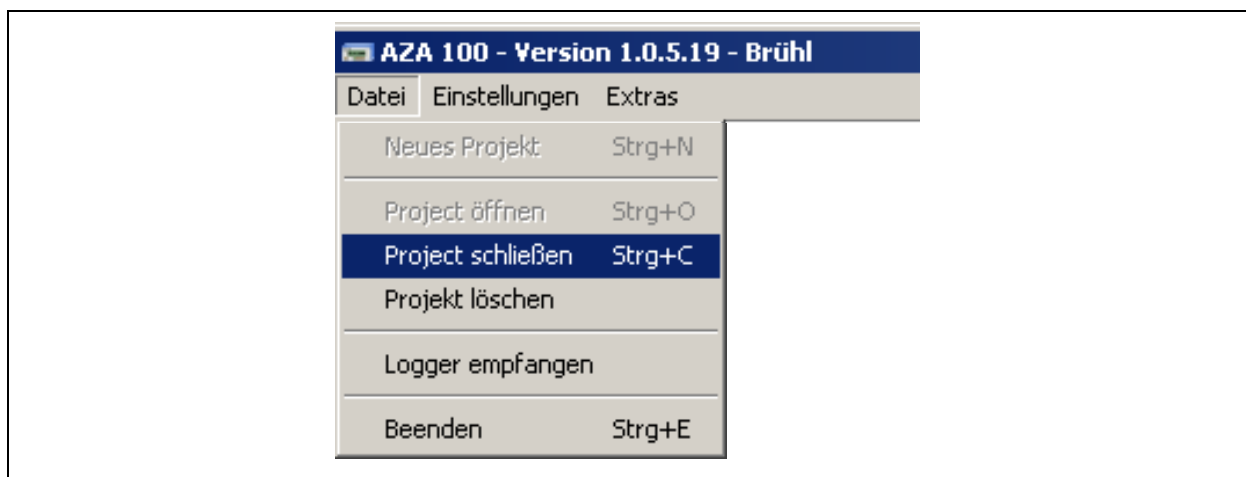 AZA 100 - Version 1.0.5.19 - Brühl
Datei Einstellungen Extras
Neues Projekt Strg+N
Project öffnen Strg+O
Project schließen Strg+C
Projekt löschen
Logger empfangen
Beenden Strg+E